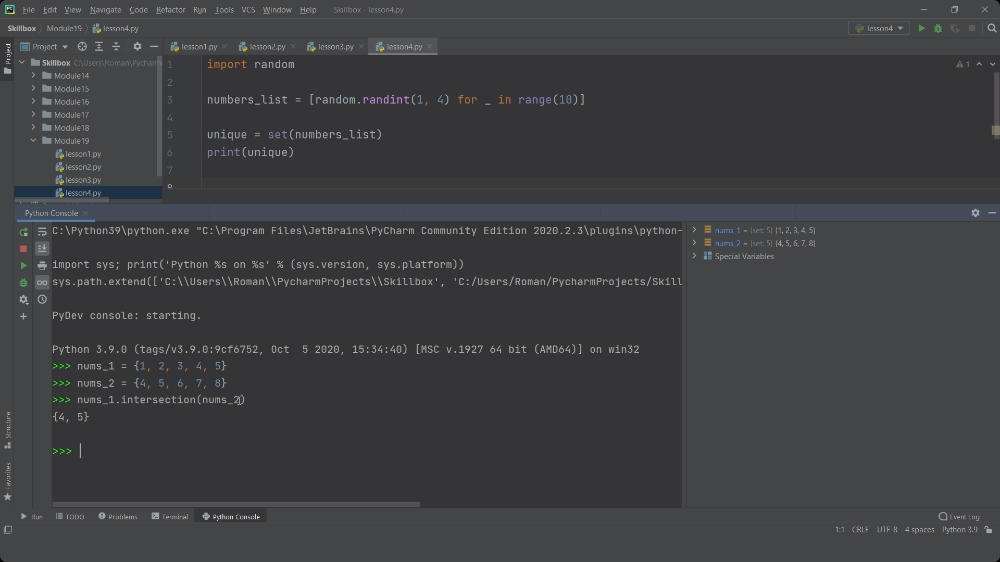 File Edit View Navigate Code Refactor Run Tools VCS Window Help Skillbox - lesson4.py
Skillbox Module19 lesson4.py lesson4
Project lesson1.py lesson2.py lesson3.py lesson4.py
Project
Skillbox C:\Users\Roman\Pycharm
Module14
Module15
Module16
Module17
Module18
Module19
lesson1.py
lesson2.py
lesson3.py
lesson4.py
1 import random
2
3 numbers_list = [random.randint(1, 4) for _ in range(10)]
4
5 unique = set(numbers_list)
6 print(unique)
7
8
1
Python Console
C:\Python39\python.exe "C:\Program Files\JetBrains\PyCharm Community Edition 2020.2.3\plugins\python-
import sys; print('Python %s on %s' % (sys.version, sys.platform))
sys.path.extend(['C:\\Users\\Roman\\PycharmProjects\\Skillbox', 'C:/Users/Roman/PycharmProjects/Skill
PyDev console: starting.
Python 3.9.0 (tags/v3.9.0:9cf6752, Oct  5 2020, 15:34:40) [MSC v.1927 64 bit (AMD64)] on win32
>>> nums_1 = {1, 2, 3, 4, 5}
>>> nums_2 = {4, 5, 6, 7, 8}
>>> nums_1.intersection(nums_2)
{4, 5}
>>>
nums_1 = {set: 5} {1, 2, 3, 4, 5}
nums_2 = {set: 5} {4, 5, 6, 7, 8}
Special Variables
Structure
Favorites
Run TODO Problems Terminal Python Console Event Log
1:1 CRLF UTF-8 4 spaces Python 3.9